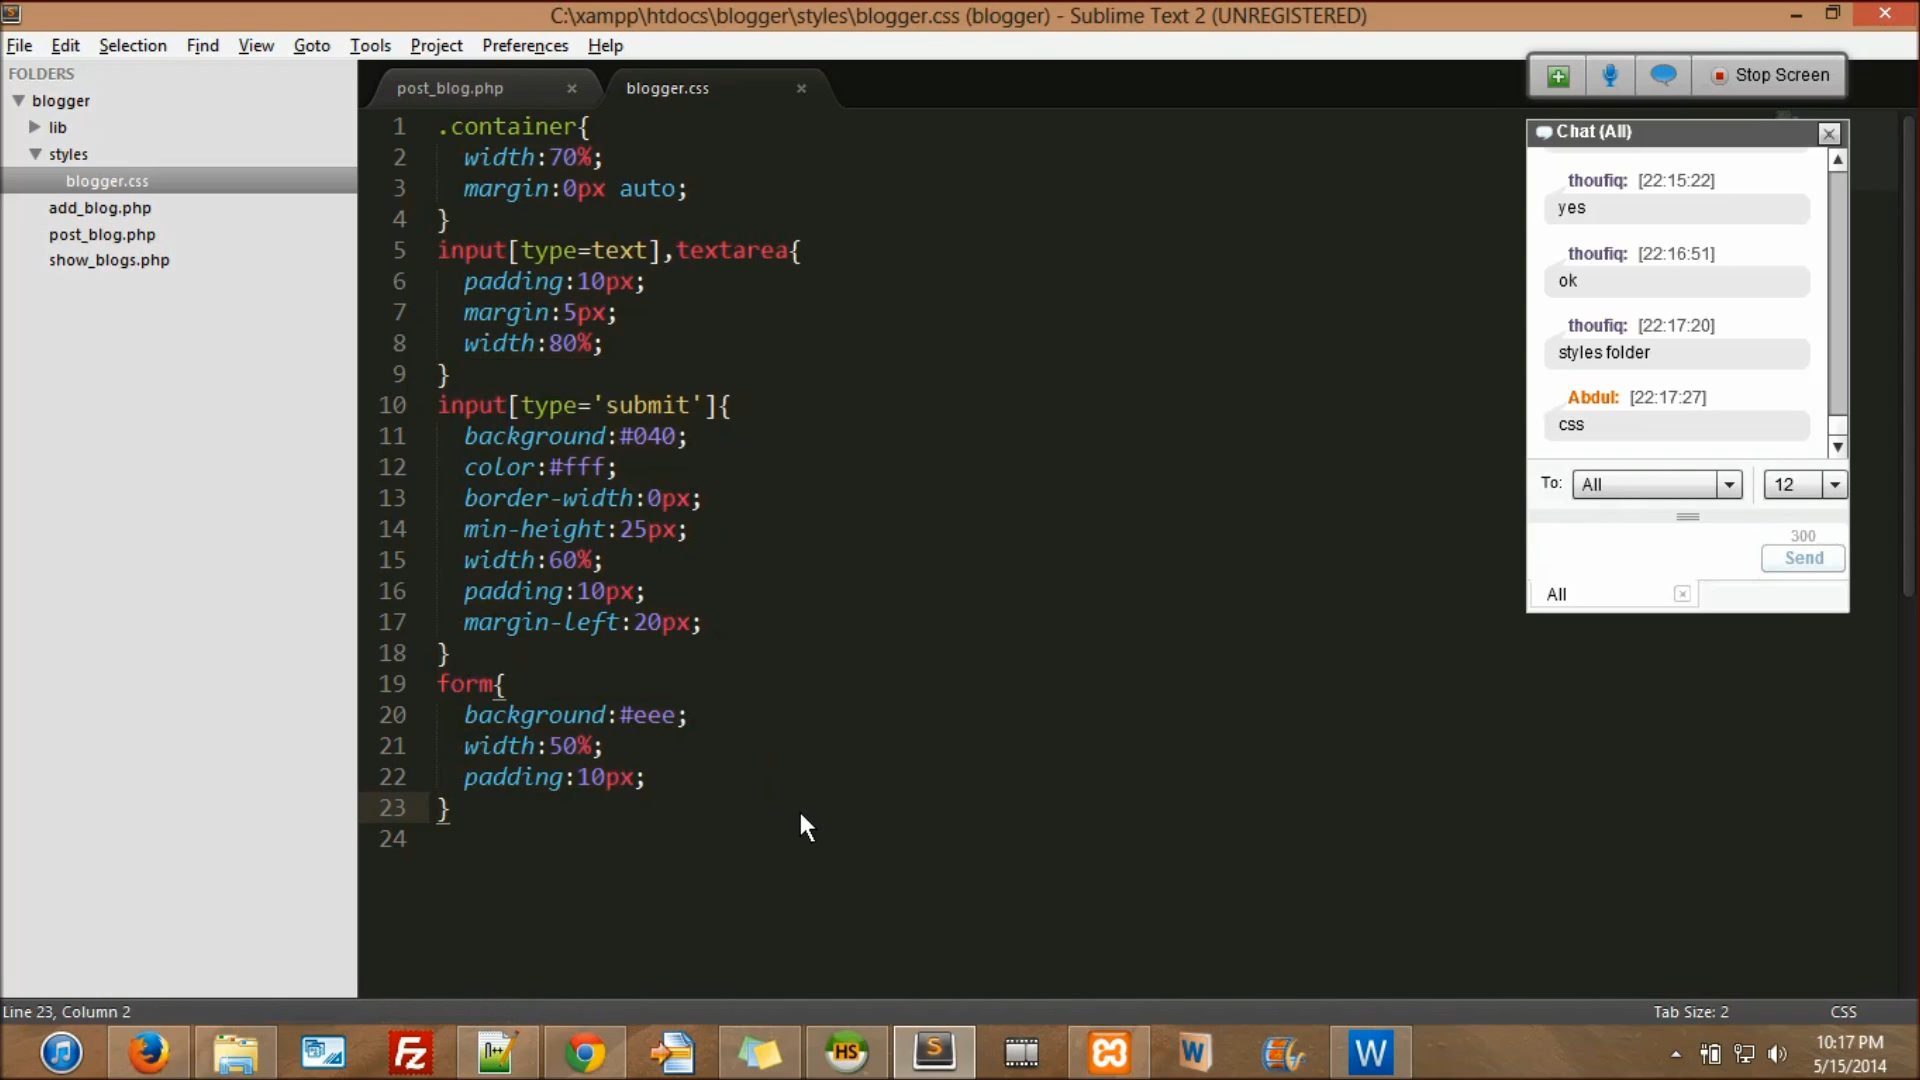 C:\xampp\htdocs\blogger\styles\blogger.css (blogger) - Sublime Text 2 (UNREGISTERED)
File Edit Selection Find View Goto Tools Project Preferences Help
FOLDERS
blogger
lib
styles
blogger.css
add_blog.php
post_blog.php
show_blogs.php
post_blog.php
blogger.css
1 .container{
2 width:70%;
3 margin:0px auto;
4 }
5 input[type=text],textarea{
6 padding:10px;
7 margin:5px;
8 width:80%;
9 }
10 input[type='submit']{
11 background:#040;
12 color:#fff;
13 border-width:0px;
14 min-height:25px;
15 width:60%;
16 padding:10px;
17 margin-left:20px;
18 }
19 form{
20 background:#eee;
21 width:50%;
22 padding:10px;
23 }
24
Stop Screen
Chat (All)
thoufiq: [22:15:22]
yes
thoufiq: [22:16:51]
ok
thoufiq: [22:17:20]
styles folder
Abdul: [22:17:27]
css
To: All 12
300
Send
All
Line 23, Column 2
Tab Size: 2
CSS
Fz
n++
HS
S
W
W
10:17 PM
5/15/2014